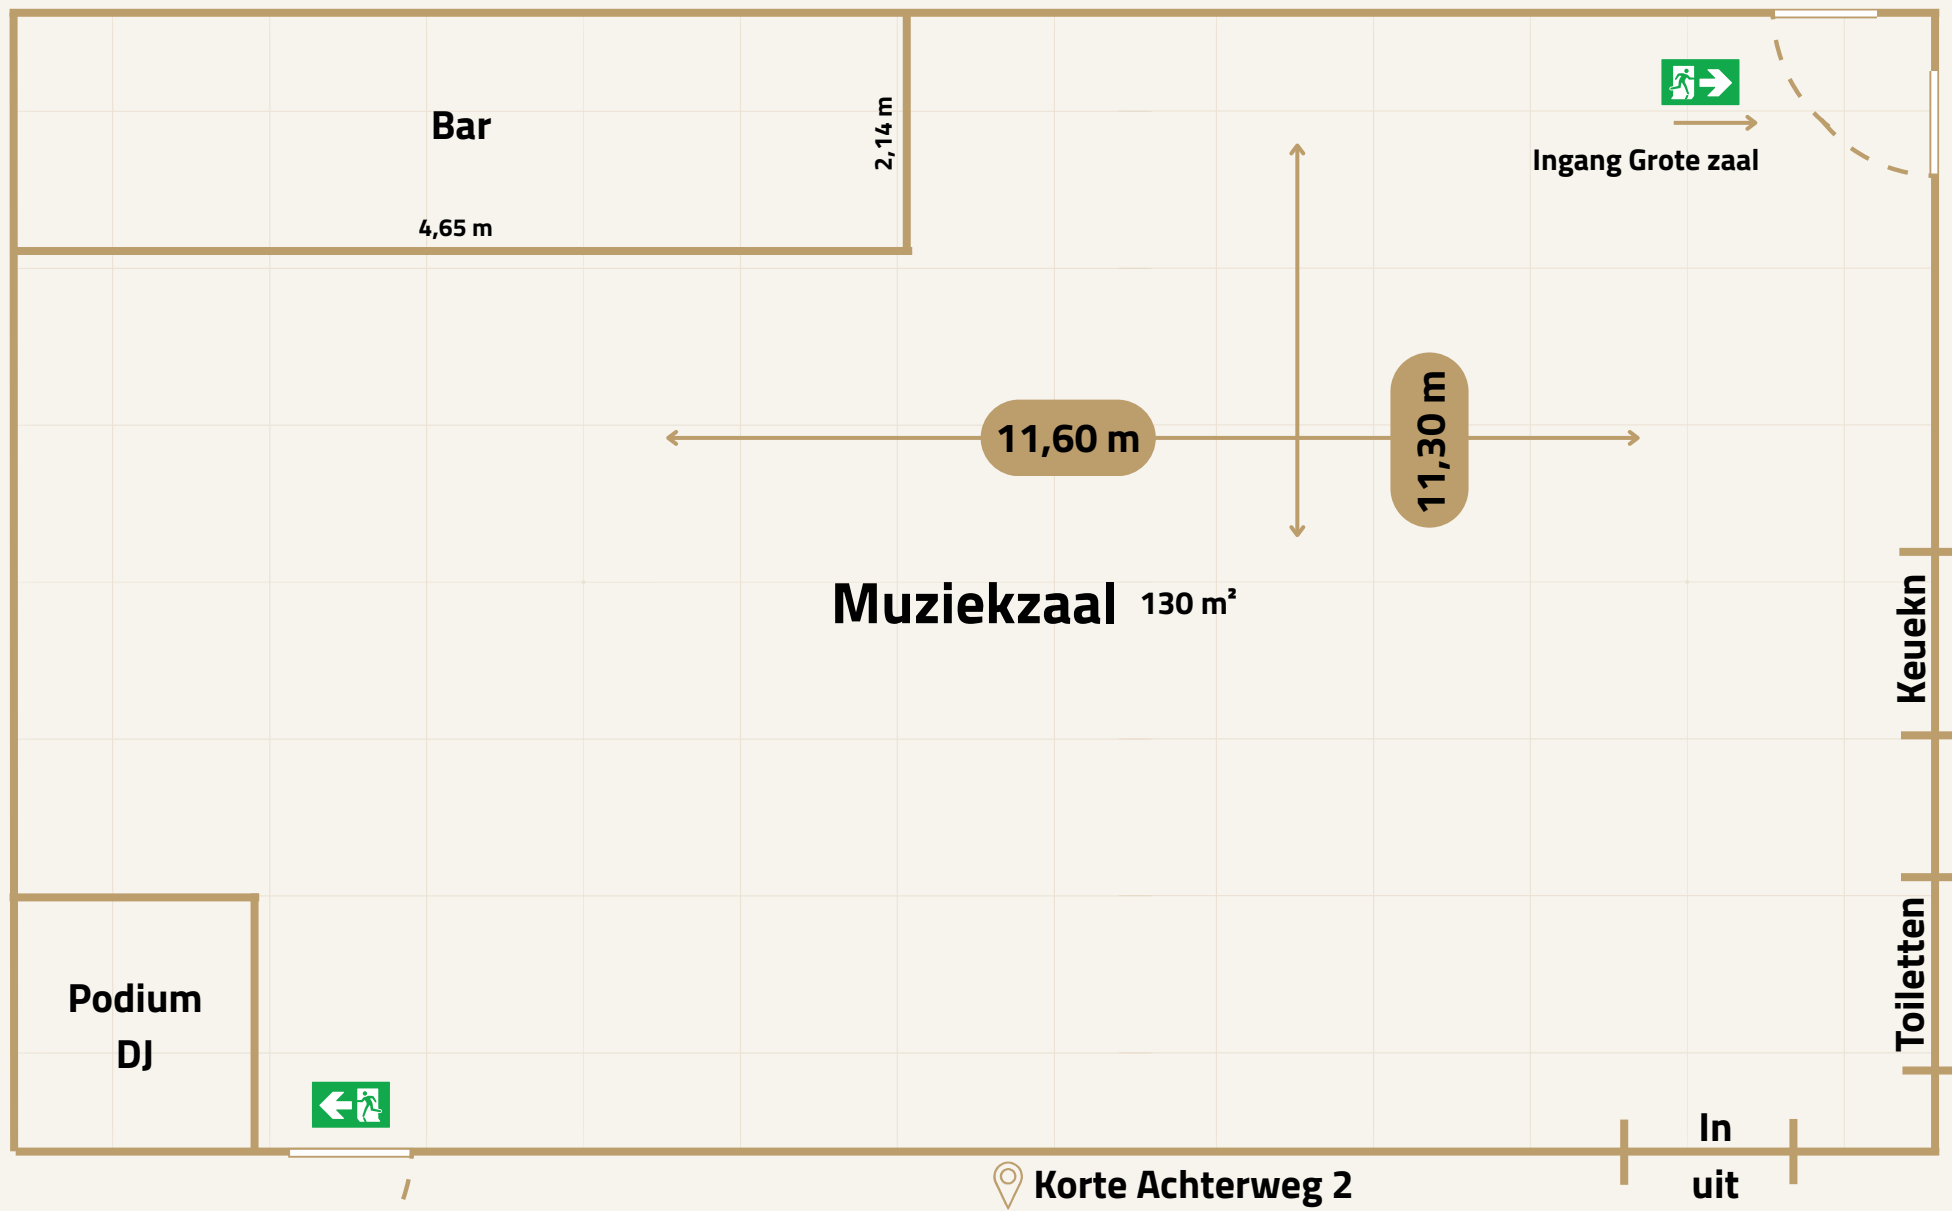 Bar
2,14 m
4,65 m
Ingang Grote zaal
11,60 m
11,30 m
Muziekzaal 130 m²
Keuekn
Toiletten
Podium
DJ
In
uit
Korte Achterweg 2